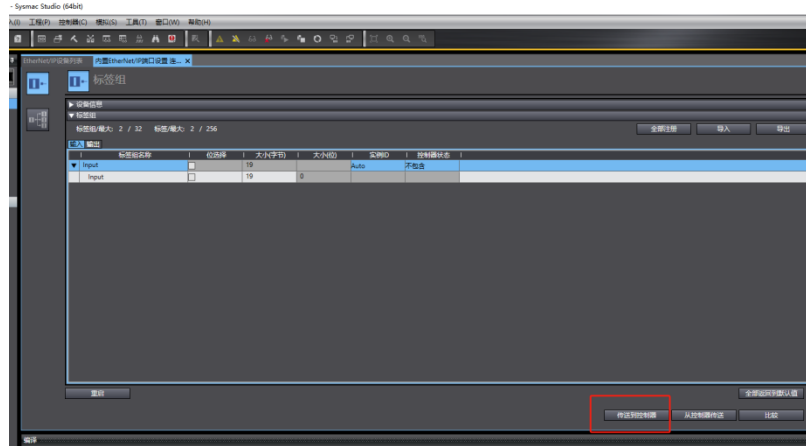 - Sysmac Studio (64bit)
入(I) 工程(P) 控制器(C) 模拟(S) 工具(T) 窗口(W) 帮助(H)
EtherNet/IP设备列表 内置EtherNet/IP端口设置 连... ×
标签组
▶ 设备信息
▼ 标签组
标签组/最大: 2 / 32 标签/最大: 2 / 256
全部注册 导入 导出
输入 输出
标签组名称 | 位选择 | 大小(字节) | 大小(位) | 实例ID | 控制器状态 |
▼ Input 19 Auto 不包含
Input 19 0
重启 全部返回到默认值
传送到控制器 从控制器传送 比较
编译